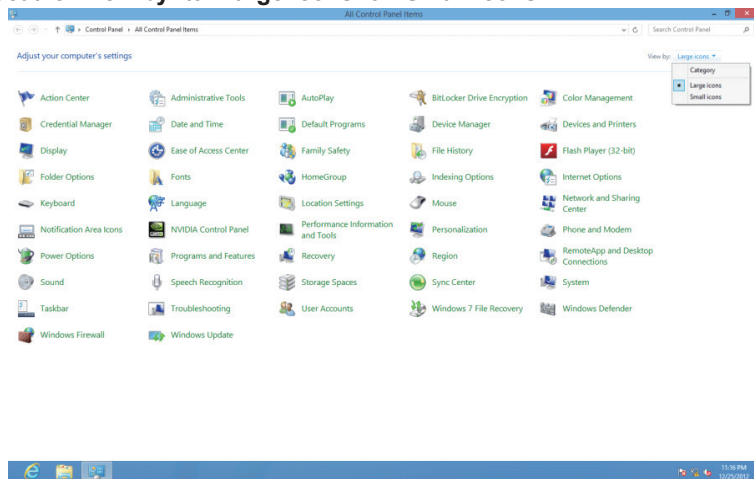 All Control Panel Items
Control Panel › All Control Panel Items
Search Control Panel
Adjust your computer's settings
View by: Large icons
Category
Large icons
Small icons
Action Center
Administrative Tools
AutoPlay
BitLocker Drive Encryption
Color Management
Credential Manager
Date and Time
Default Programs
Device Manager
Devices and Printers
Display
Ease of Access Center
Family Safety
File History
Flash Player (32-bit)
Folder Options
Fonts
HomeGroup
Indexing Options
Internet Options
Keyboard
Language
Location Settings
Mouse
Network and Sharing
Center
Notification Area Icons
NVIDIA Control Panel
Performance Information
and Tools
Personalization
Phone and Modem
Power Options
Programs and Features
Recovery
Region
RemoteApp and Desktop
Connections
Sound
Speech Recognition
Storage Spaces
Sync Center
System
Taskbar
Troubleshooting
User Accounts
Windows 7 File Recovery
Windows Defender
Windows Firewall
Windows Update
11:16 PM
12/25/2012